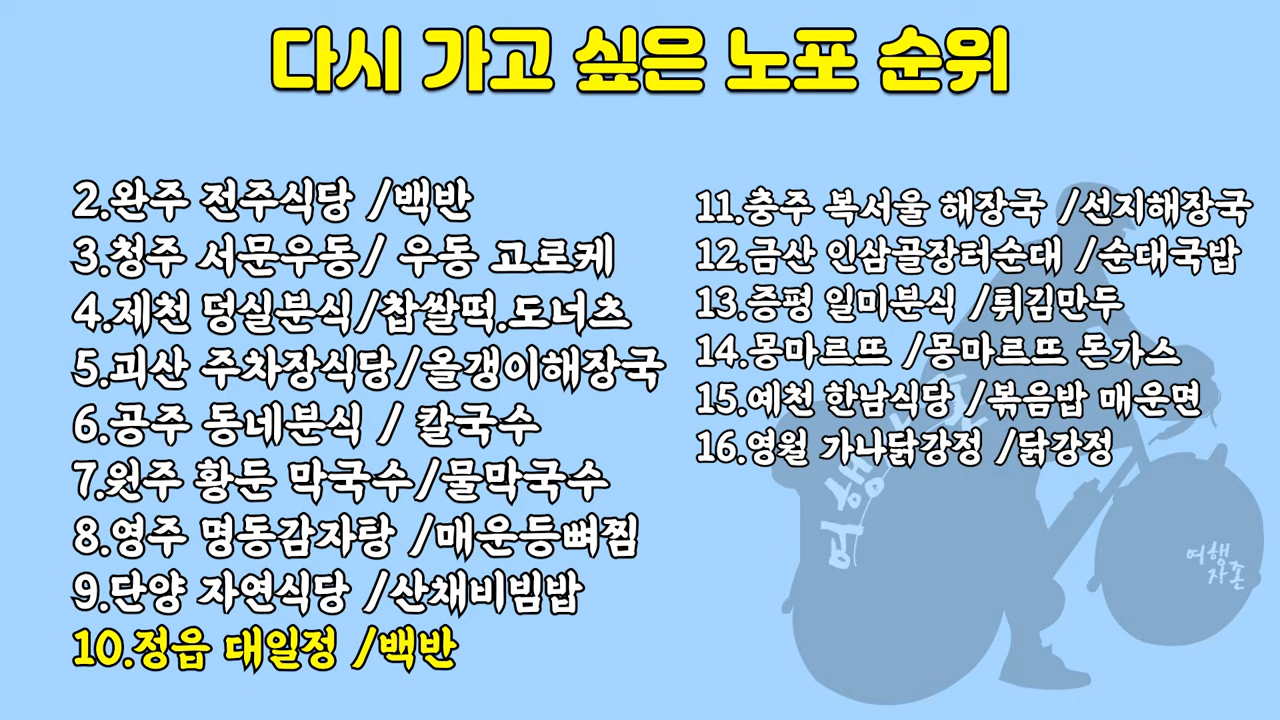 다시 가고 싶은 노포 순위
2.완주 전주식당 /백반
3.청주 서문우동/ 우동 고로케
4.제천 덩실분식/찹쌀떡.도너츠
5.괴산 주차장식당/올갱이해장국
6.공주 동네분식 / 칼국수
7.원주 황둔 막국수/물막국수
8.영주 명동감자탕 /매운등뼈찜
9.단양 자연식당 /산채비빔밥
10.정읍 대일정 /백반
11.충주 복서울 해장국 /선지해장국
12.금산 인삼골장터순대 /순대국밥
13.증평 일미분식 /튀김만두
14.몽마르뜨 /몽마르뜨 돈가스
15.예천 한남식당 /볶음밥 매운면
16.영월 가나닭강정 /닭강정
여행
여행
자존